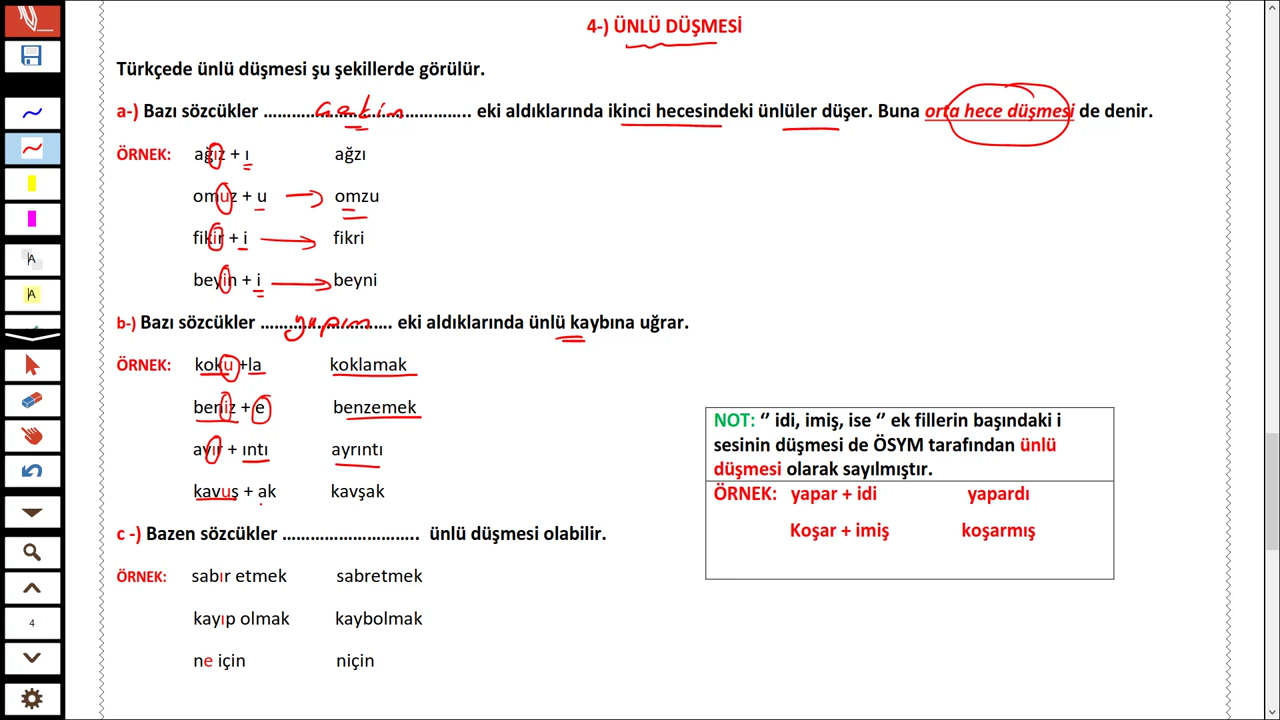 4-) ÜNLÜ DÜŞMESİ
Türkçede ünlü düşmesi şu şekillerde görülür.
a-) Bazı sözcükler ……………çekim…………….. eki aldıklarında ikinci hecesindeki ünlüler düşer. Buna orta hece düşmesi de denir.
ÖRNEK: ağız + ı ağzı
omuz + u omzu
fikir + i fikri
beyin + i beyni
b-) Bazı sözcükler ………yapım……. eki aldıklarında ünlü kaybına uğrar.
ÖRNEK: koku +la koklamak
beniz + e benzemek
ayır + ıntı ayrıntı
kavuş + ak kavşak
c -) Bazen sözcükler ……………………….. ünlü düşmesi olabilir.
ÖRNEK: sabır etmek sabretmek
kayıp olmak kaybolmak
ne için niçin
NOT: ‘’ idi, imiş, ise ‘’ ek fillerin başındaki i
sesinin düşmesi de ÖSYM tarafından ünlü
düşmesi olarak sayılmıştır.
ÖRNEK: yapar + idi yapardı
Koşar + imiş koşarmış
A
A
4